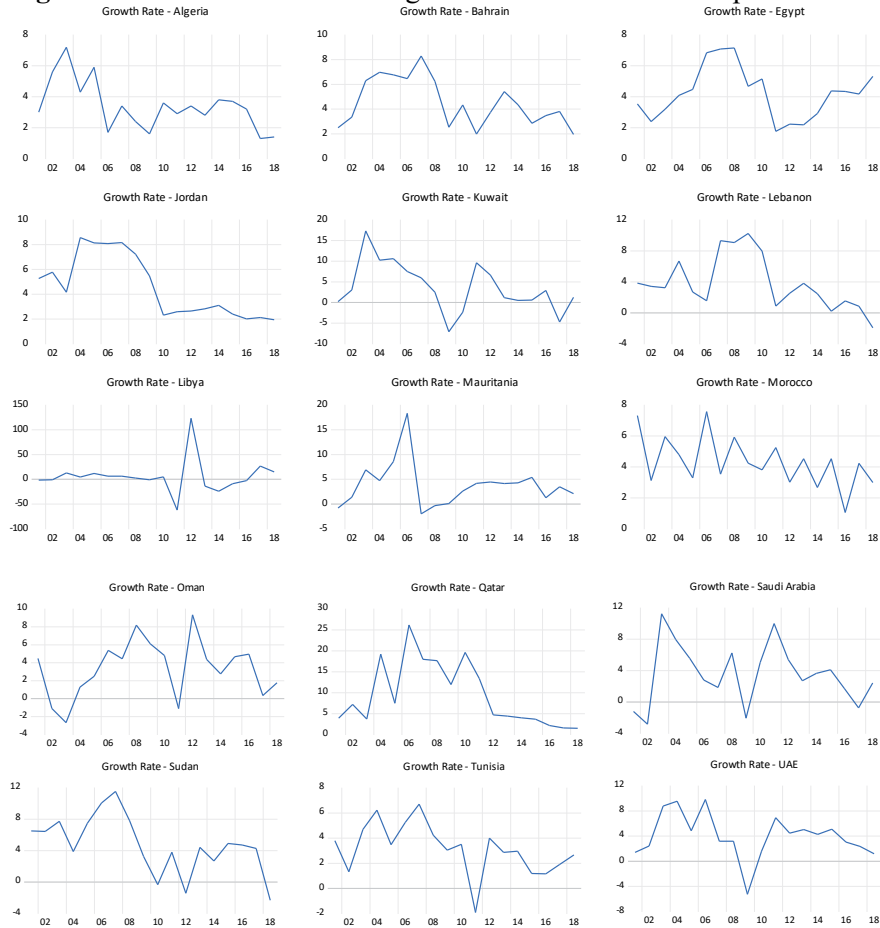 Growth Rate - Algeria
8
6
4
2
0
02 04 06 08 10 12 14 16 18
Growth Rate - Bahrain
10
8
6
4
2
0
02 04 06 08 10 12 14 16 18
Growth Rate - Egypt
8
6
4
2
0
02 04 06 08 10 12 14 16 18
Growth Rate - Jordan
10
8
6
4
2
0
02 04 06 08 10 12 14 16 18
Growth Rate - Kuwait
20
15
10
5
0
-5
-10
02 04 06 08 10 12 14 16 18
Growth Rate - Lebanon
12
8
4
0
-4
02 04 06 08 10 12 14 16 18
Growth Rate - Libya
150
100
50
0
-50
-100
02 04 06 08 10 12 14 16 18
Growth Rate - Mauritania
20
15
10
5
0
-5
02 04 06 08 10 12 14 16 18
Growth Rate - Morocco
8
6
4
2
0
02 04 06 08 10 12 14 16 18
Growth Rate - Oman
10
8
6
4
2
0
-2
-4
02 04 06 08 10 12 14 16 18
Growth Rate - Qatar
30
25
20
15
10
5
0
02 04 06 08 10 12 14 16 18
Growth Rate - Saudi Arabia
12
8
4
0
-4
02 04 06 08 10 12 14 16 18
Growth Rate - Sudan
12
8
4
0
-4
02 04 06 08 10 12 14 16 18
Growth Rate - Tunisia
8
6
4
2
0
-2
02 04 06 08 10 12 14 16 18
Growth Rate - UAE
12
8
4
0
-4
-8
02 04 06 08 10 12 14 16 18